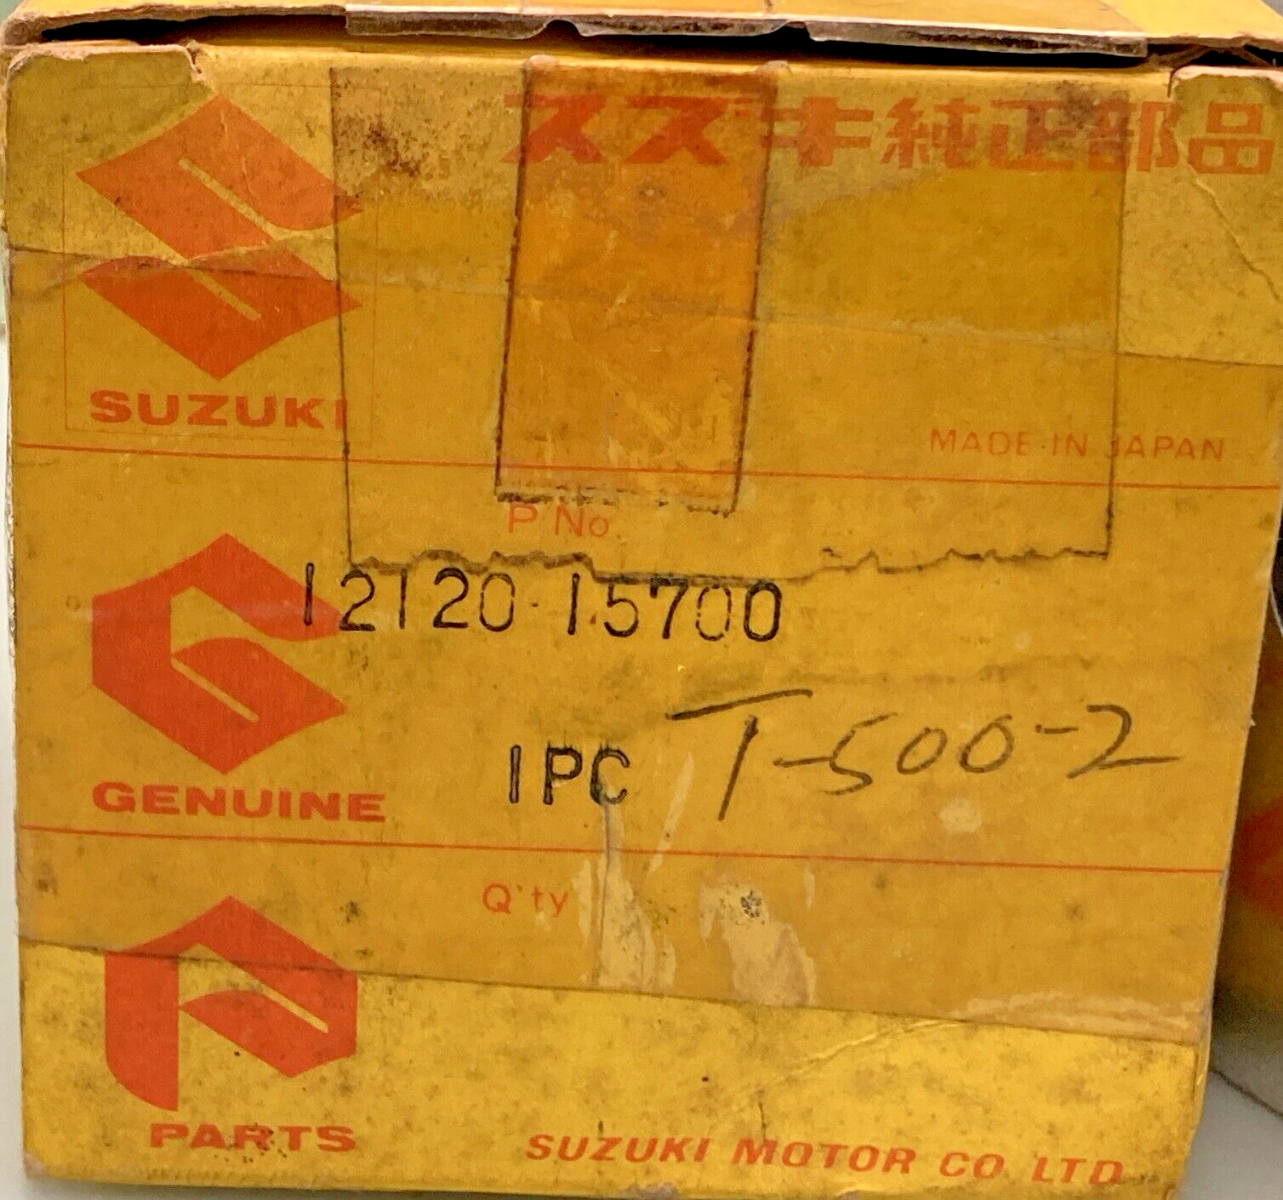 スズキ純正部品
SUZUKI
MADE IN JAPAN
P No.
12120-15700
1PC
T-500-2
GENUINE
Q'ty
PARTS
SUZUKI MOTOR CO LTD